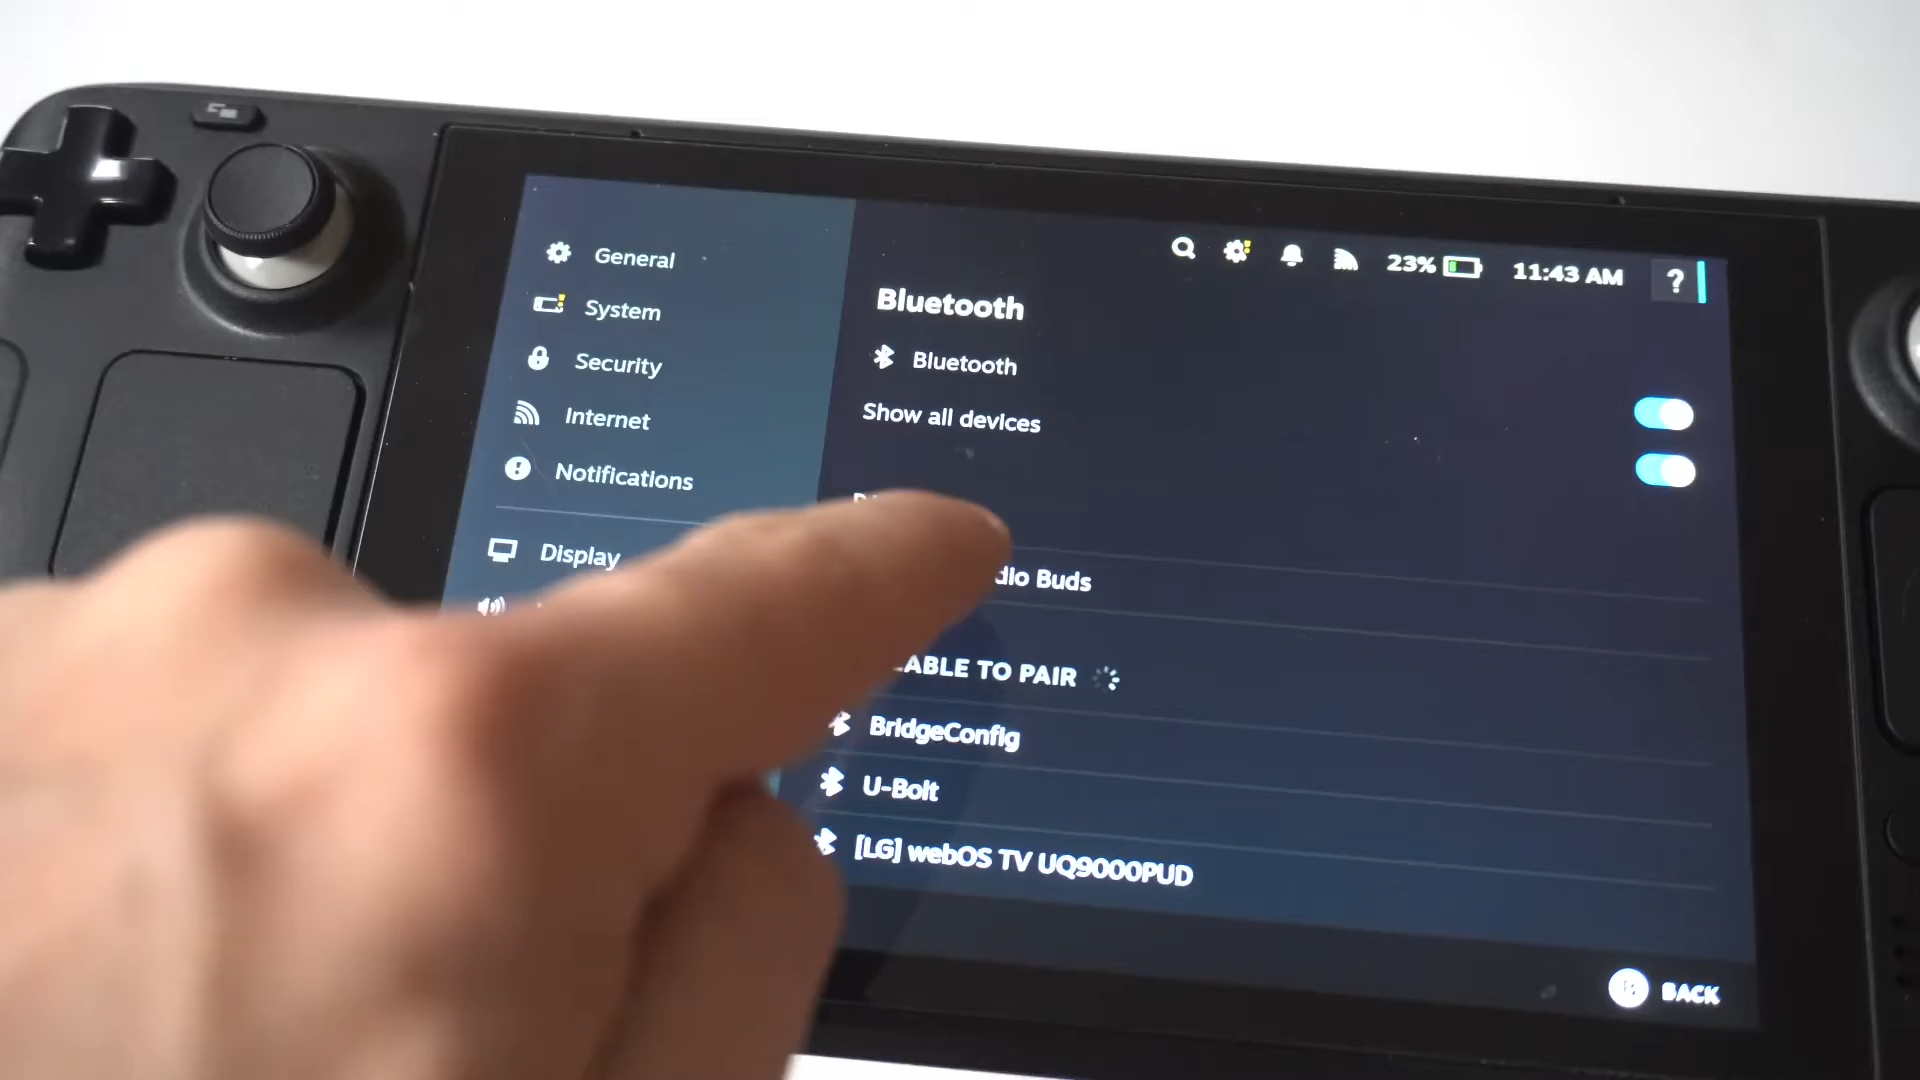 General
System
Security
Internet
Notifications
Display
23%
11:43 AM
?
Bluetooth
Bluetooth
Show all devices
dio Buds
ABLE TO PAIR
BridgeConfig
U-Bolt
[LG] webOS TV UQ9000PUD
BACK